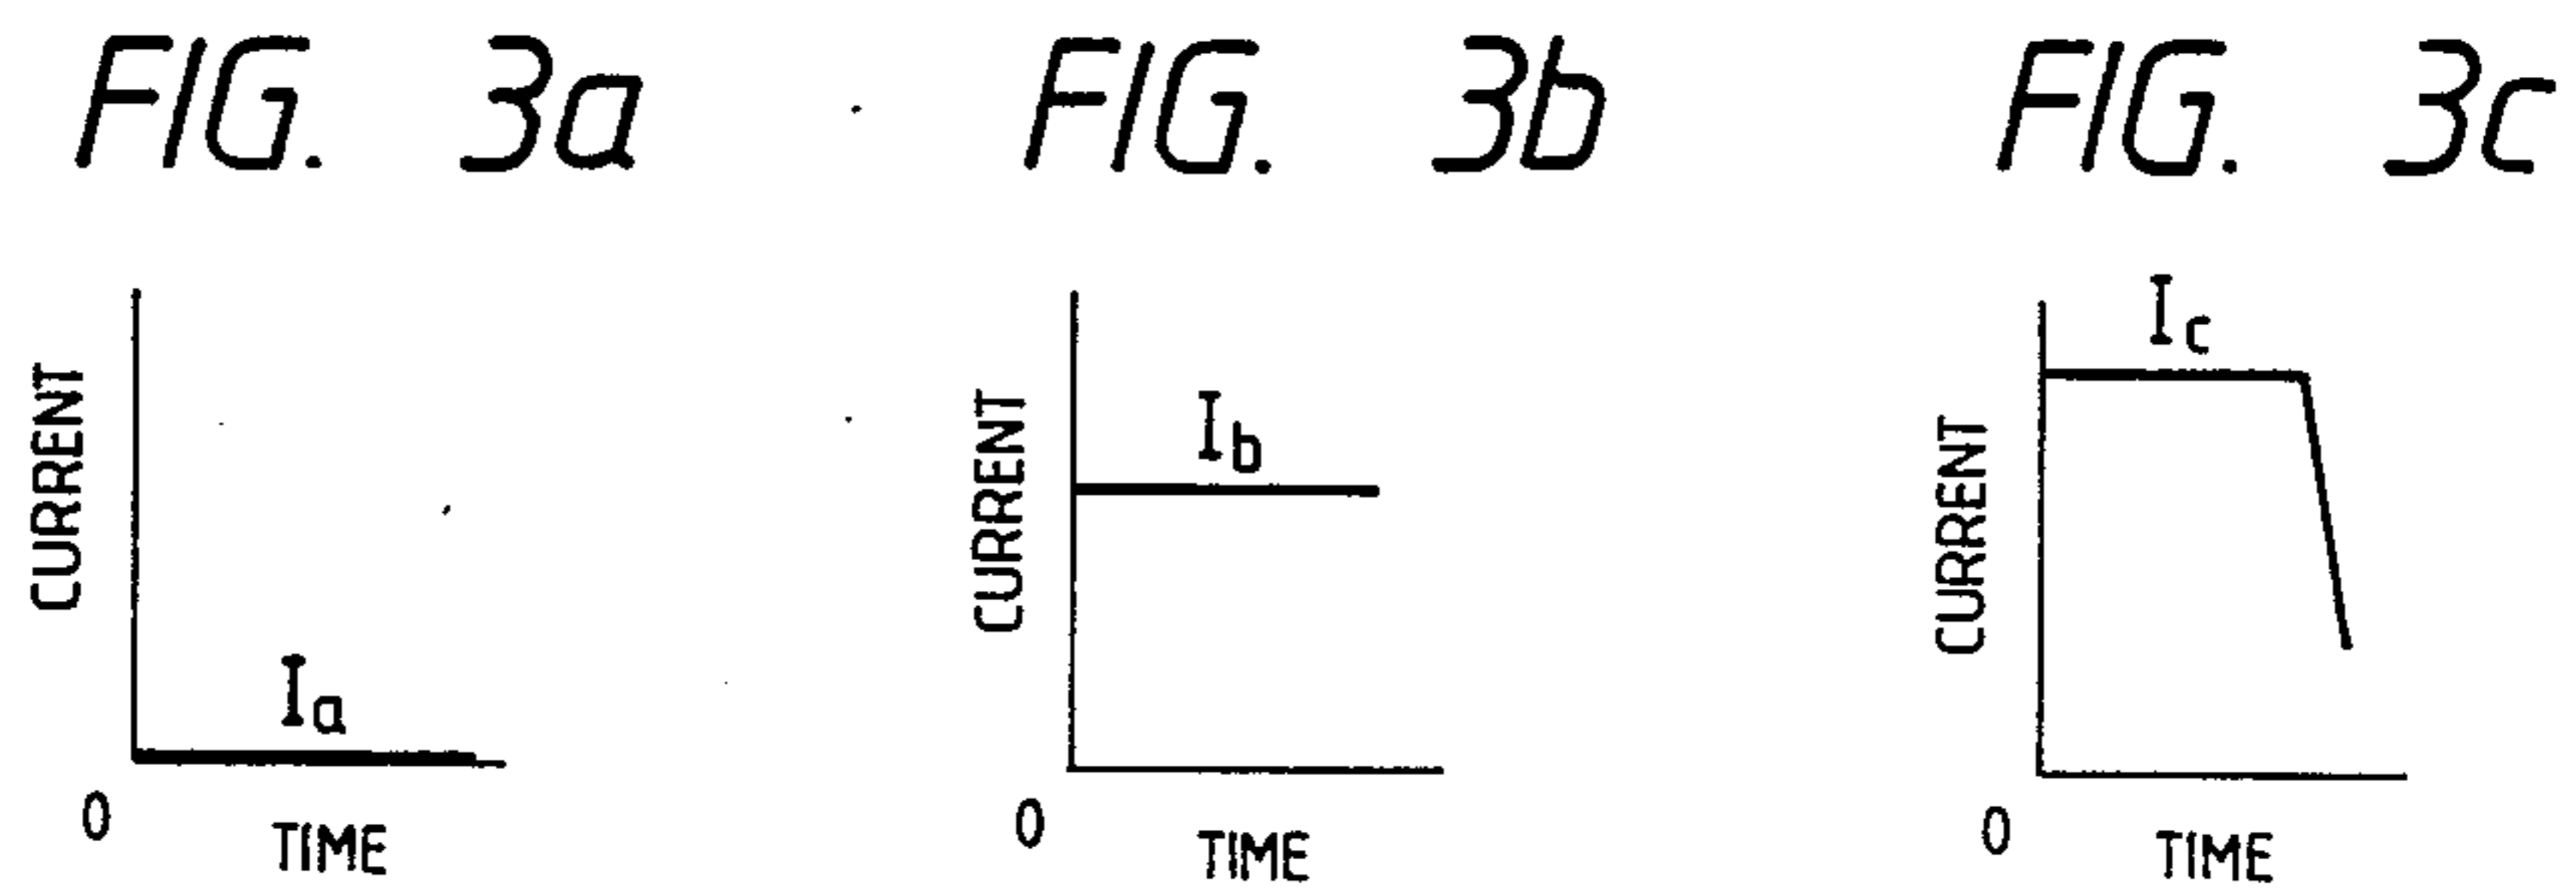 FIG. 3a
FIG. 3b
FIG. 3c
CURRENT
Ia
0
TIME
CURRENT
Ib
0
TIME
CURRENT
Ic
0
TIME